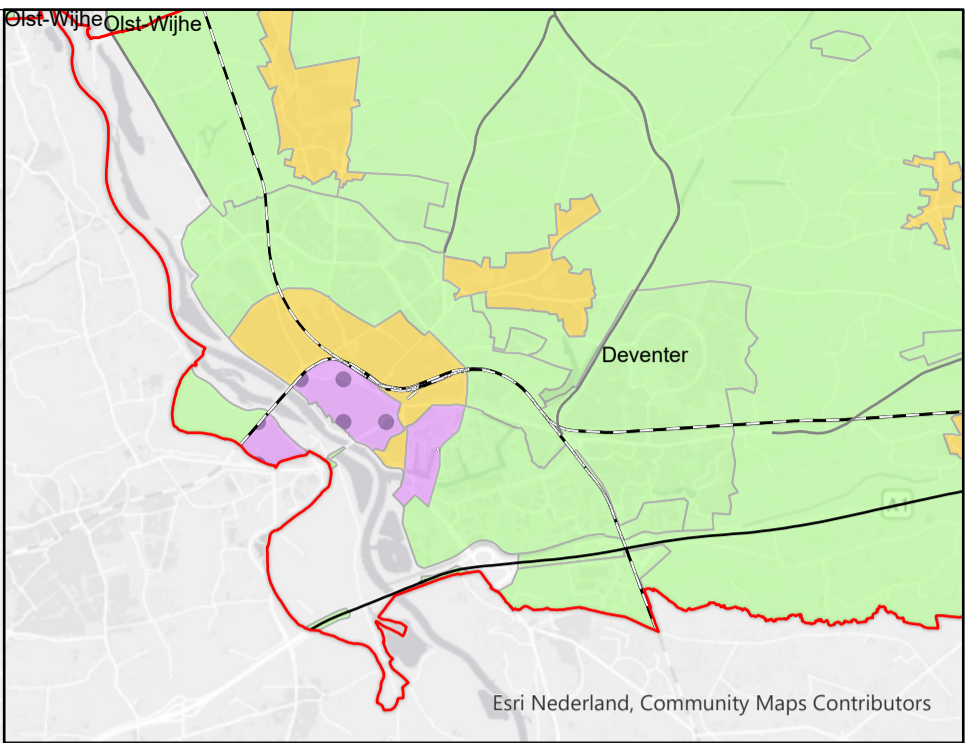 Olst-Wijhe
Olst-Wijhe
Deventer
A1
Esri Nederland, Community Maps Contributors